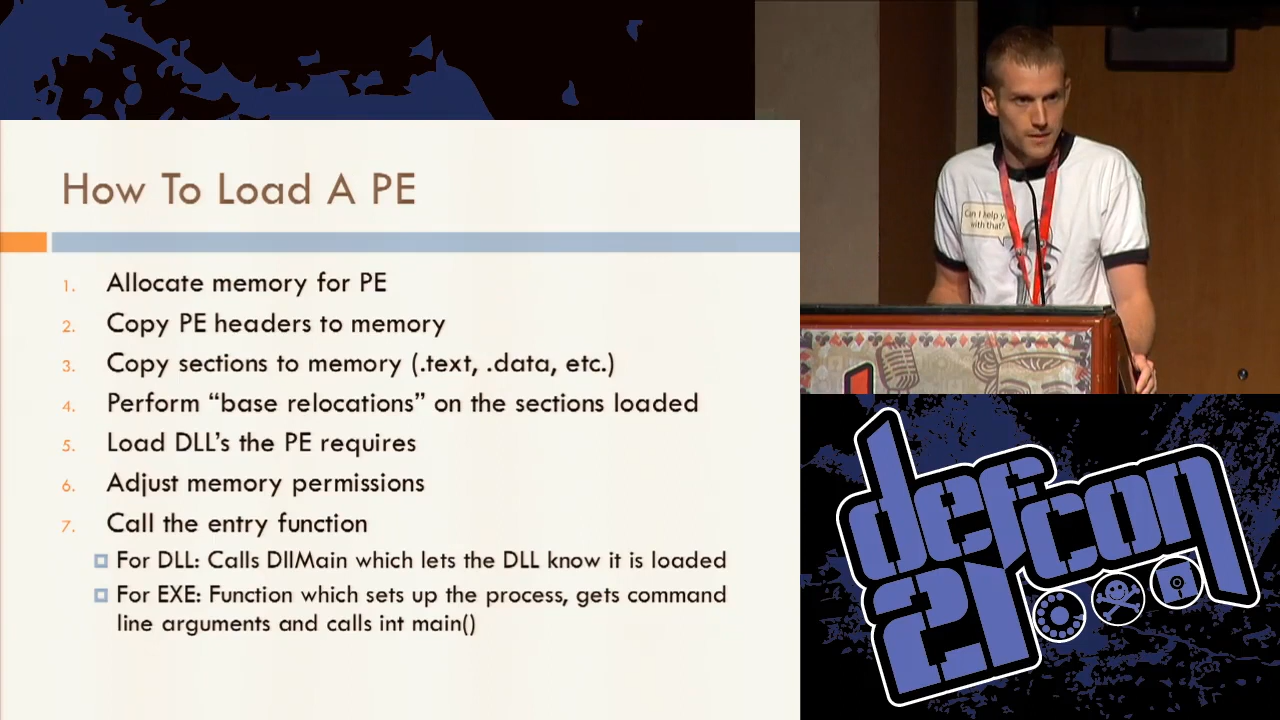 How To Load A PE
1. Allocate memory for PE
2. Copy PE headers to memory
3. Copy sections to memory (.text, .data, etc.)
4. Perform “base relocations” on the sections loaded
5. Load DLL’s the PE requires
6. Adjust memory permissions
7. Call the entry function
For DLL: Calls DllMain which lets the DLL know it is loaded
For EXE: Function which sets up the process, gets command
line arguments and calls int main()
Can I help
with that?
defcon
21